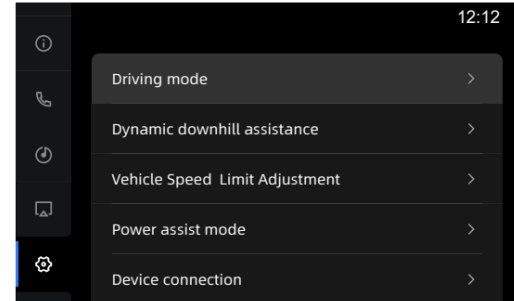 12:12
Driving mode
Dynamic downhill assistance
Vehicle Speed  Limit Adjustment
Power assist mode
Device connection